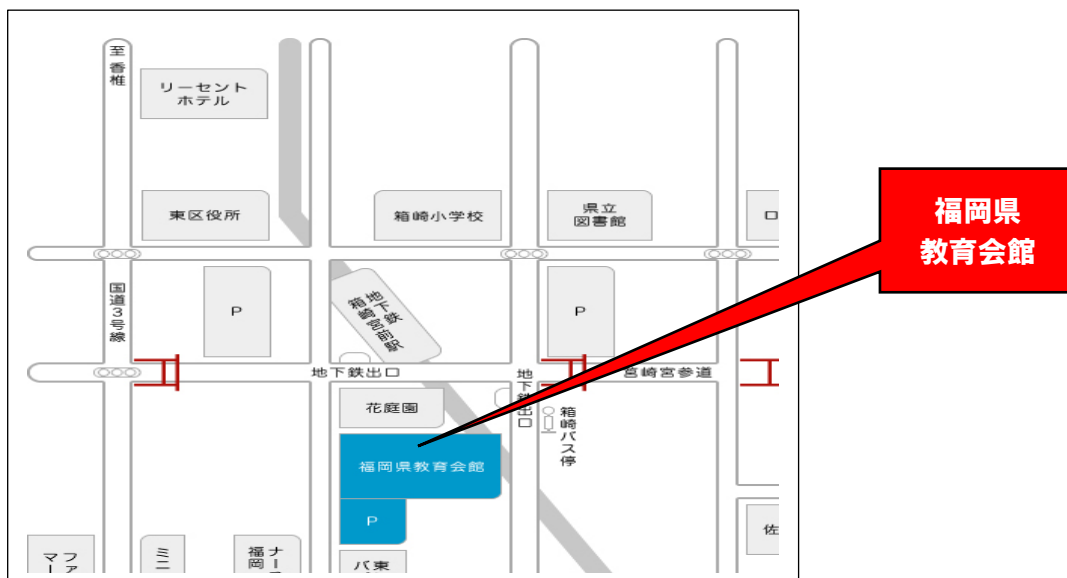 至香椎
リーセント
ホテル
東区役所
箱崎小学校
県立
図書館
ロ
福岡県
教育会館
国道3号線
P
地下鉄
箱崎宮前駅
P
地下鉄出口
筥崎宮参道
地下鉄出口
花庭園
箱崎バス停
福岡県教育会館
P
佐
ファ
マー
ミニ
ナース
福岡
東
バ